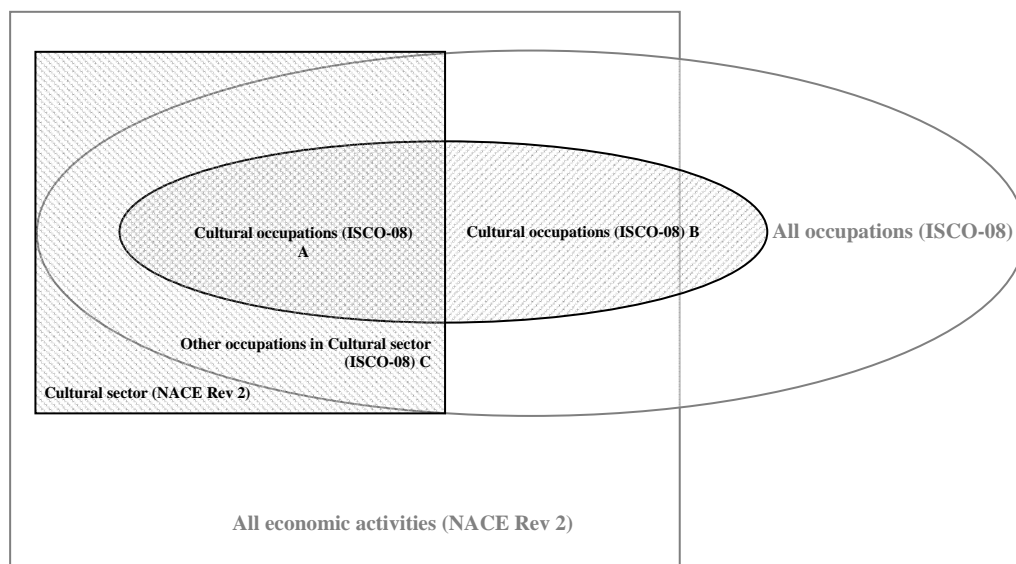 Cultural occupations (ISCO-08)
A
Cultural occupations (ISCO-08) B
All occupations (ISCO-08)
Other occupations in Cultural sector
(ISCO-08) C
Cultural sector (NACE Rev 2)
All economic activities (NACE Rev 2)